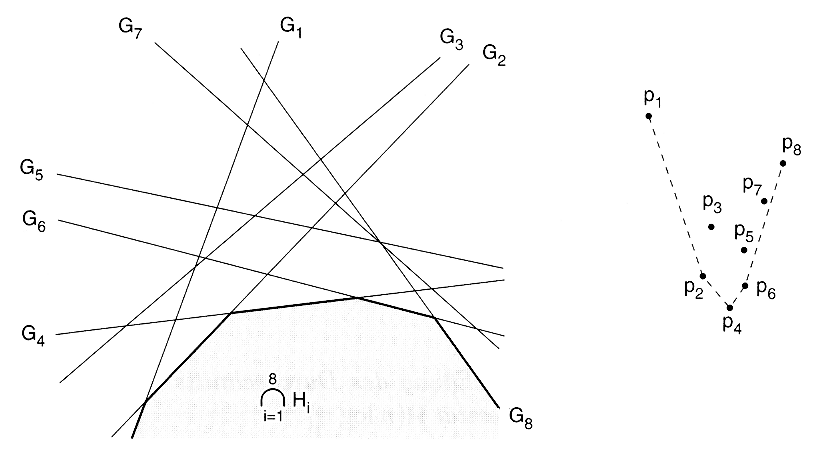 G₇
G₁
G₃
G₂
G₅
G₆
G₄
8
∩ Hᵢ
i=1
G₈
p₁
p₈
p₇
p₃
p₅
p₂
p₆
p₄